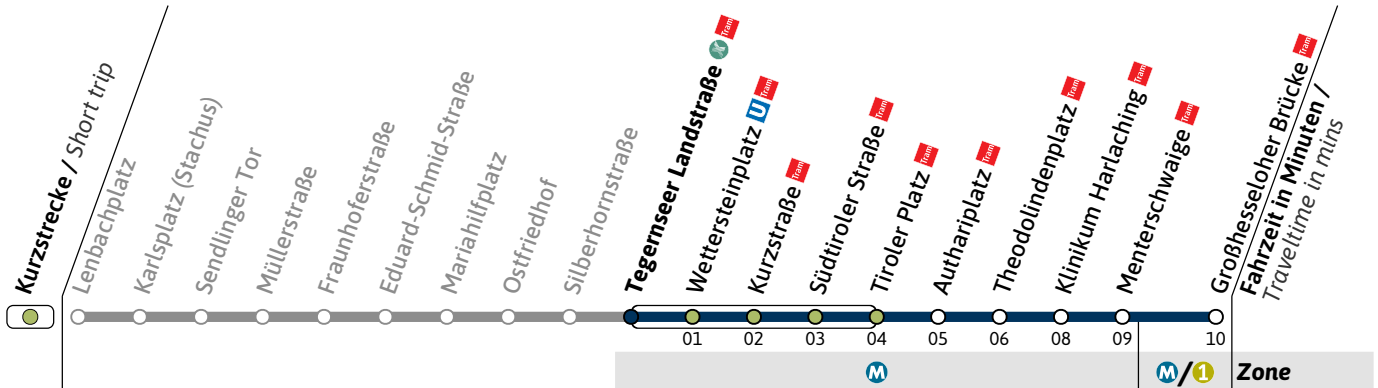 Kurzstrecke / Short trip
Lenbachplatz
Karlsplatz (Stachus)
Sendlinger Tor
Müllerstraße
Fraunhoferstraße
Eduard-Schmid-Straße
Mariahilfplatz
Ostfriedhof
Silberhornstraße
Tegernseer Landstraße X Tram
Wettersteinplatz U Tram
Kurzstraße Tram
Südtiroler Straße Tram
Tiroler Platz Tram
Authariplatz Tram
Theodolindenplatz Tram
Klinikum Harlaching Tram
Menterschwaige Tram
Großhesseloher Brücke Tram
Fahrzeit in Minuten /
Traveltime in mins
01 02 03 04 05 06 08 09 10
M M/1 Zone